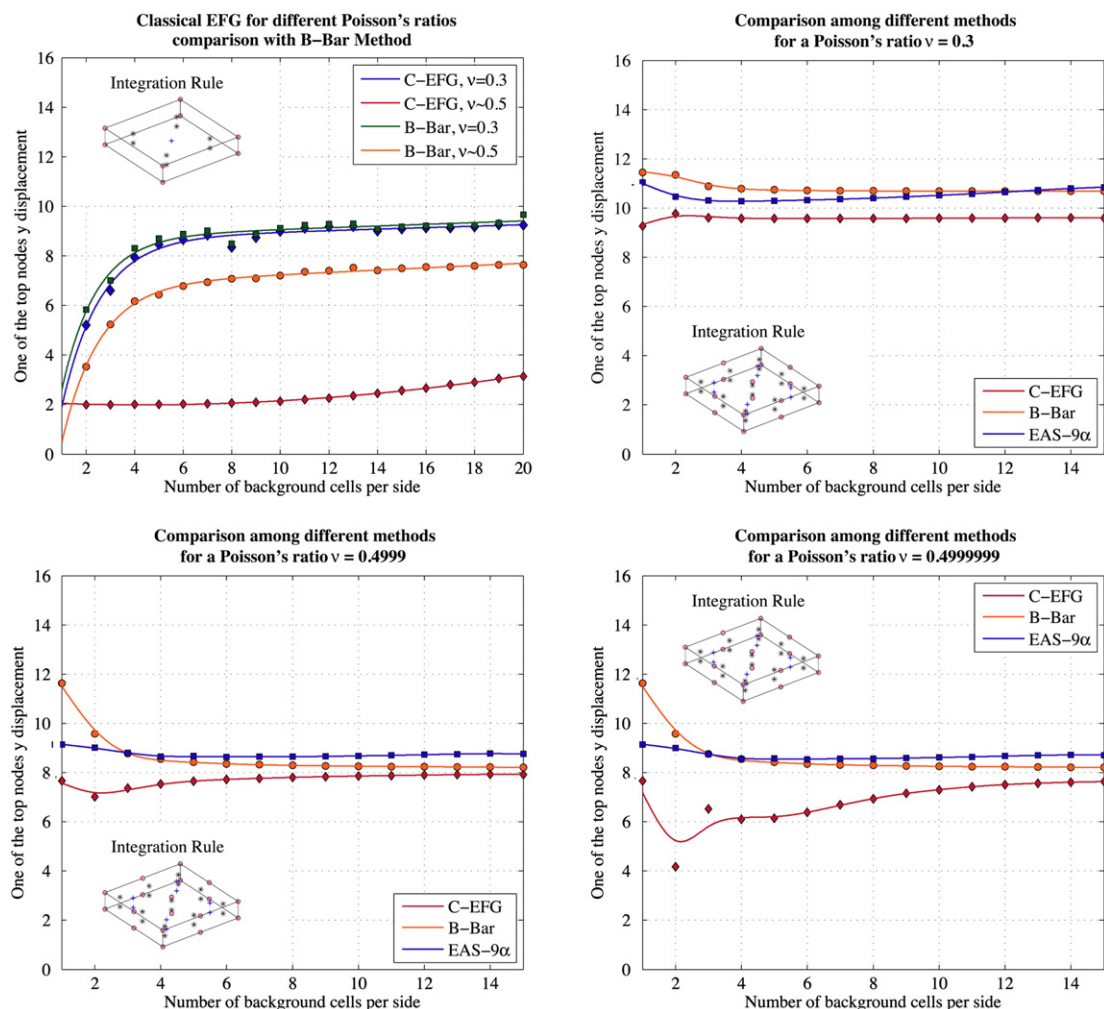 Classical EFG for different Poisson's ratios
comparison with B−Bar Method
One of the top nodes y displacement
16
14
12
10
8
6
4
2
0
Integration Rule
C−EFG, ν=0.3
C−EFG, ν~0.5
B−Bar, ν=0.3
B−Bar, ν~0.5
2 4 6 8 10 12 14 16 18 20
Number of background cells per side
Comparison among different methods
for a Poisson's ratio ν = 0.3
One of the top nodes y displacement
16
14
12
10
8
6
4
2
0
Integration Rule
C−EFG
B−Bar
EAS−9α
2 4 6 8 10 12 14
Number of background cells per side
Comparison among different methods
for a Poisson's ratio ν = 0.4999
One of the top nodes y displacement
16
14
12
10
8
6
4
2
0
Integration Rule
C−EFG
B−Bar
EAS−9α
2 4 6 8 10 12 14
Number of background cells per side
Comparison among different methods
for a Poisson's ratio ν = 0.4999999
One of the top nodes y displacement
16
14
12
10
8
6
4
2
0
Integration Rule
C−EFG
B−Bar
EAS−9α
2 4 6 8 10 12 14
Number of background cells per side